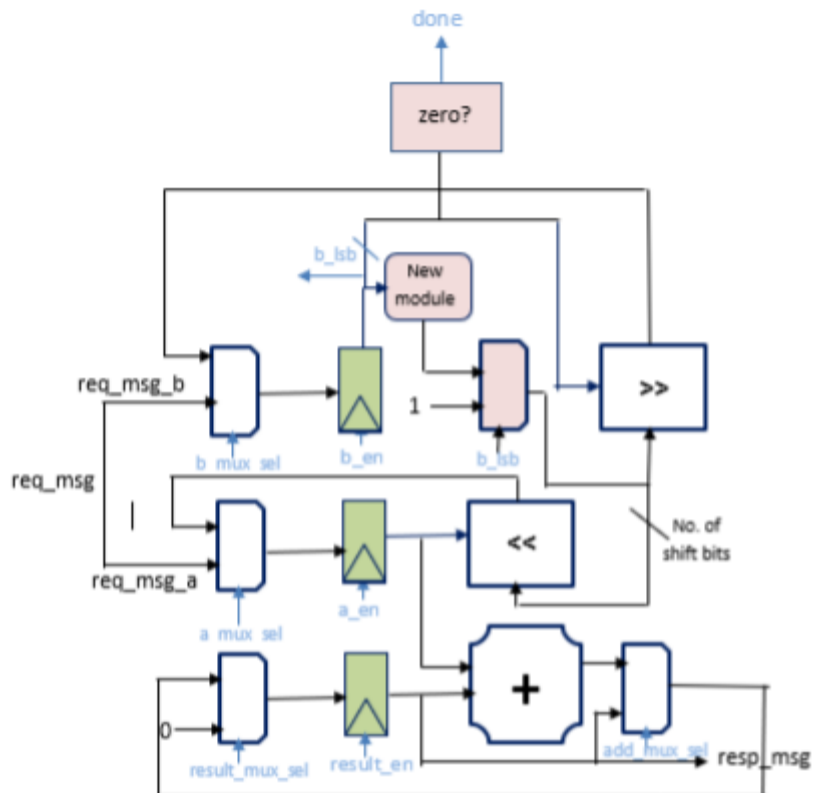 done
zero?
b_lsb
New
module
req_msg_b
>>
1
b_mux_sel
b_en
b_lsb
req_msg
<<
No. of
shift bits
req_msg_a
a_mux_sel
a_en
+
0
result_mux_sel
result_en
add_mux_sel
resp_msg